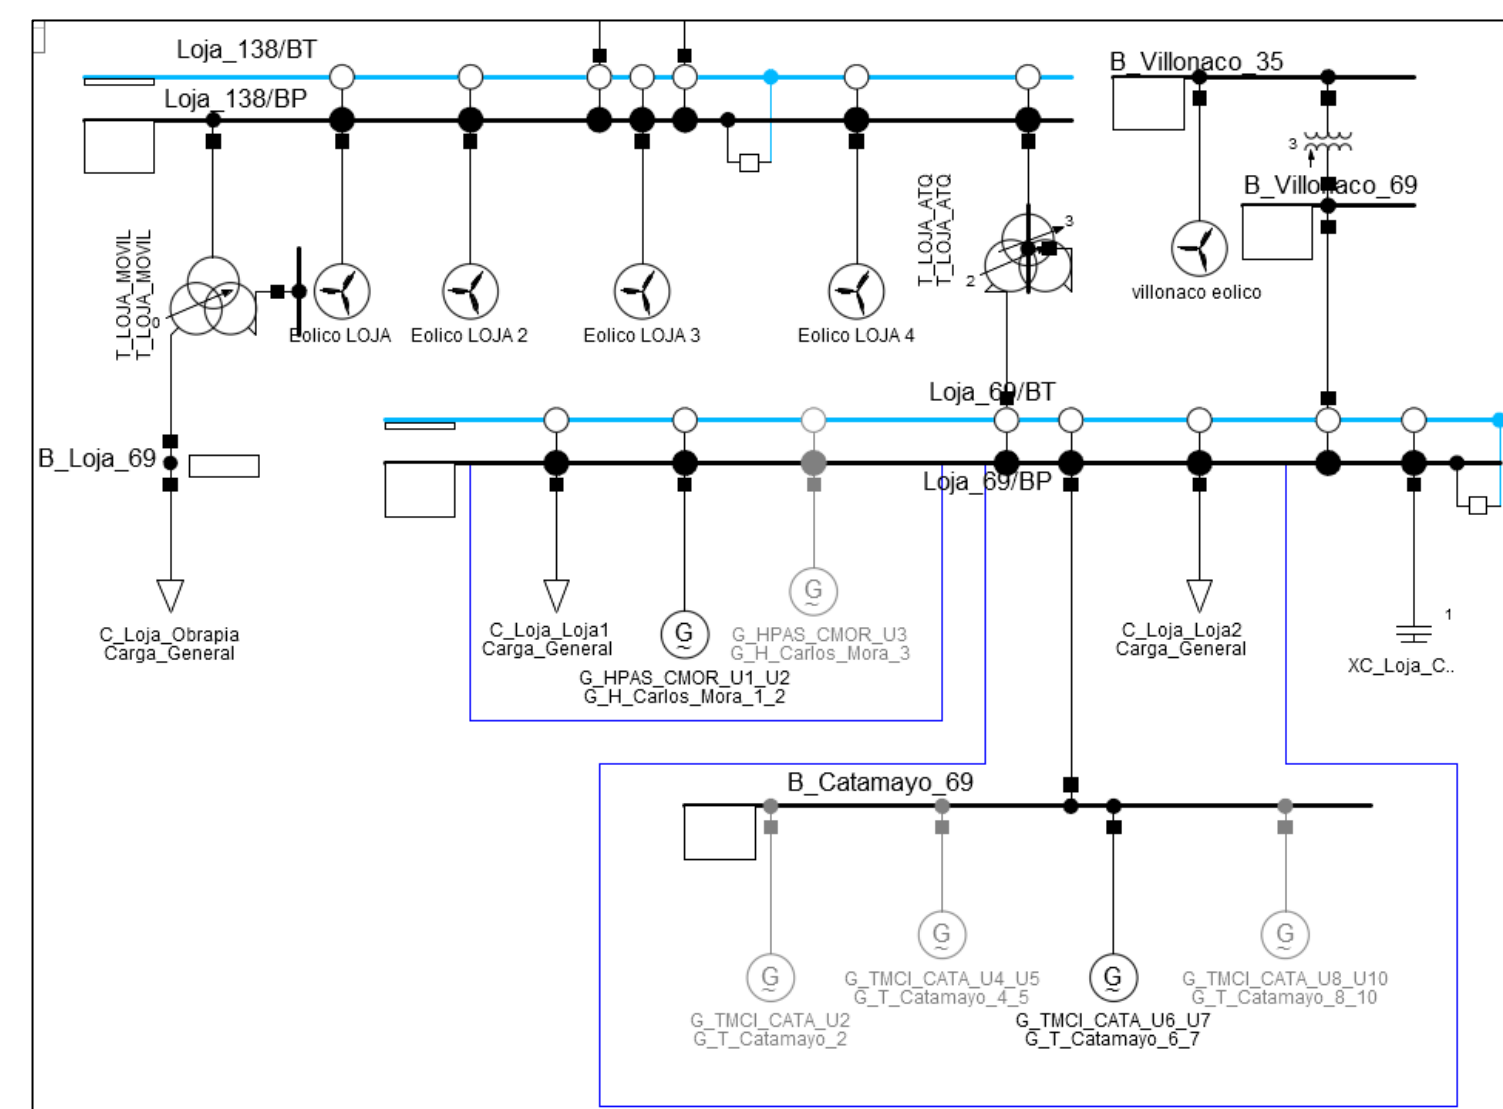 Loja_138/BT
Loja_138/BP
B_Villonaco_35
3
B_Villonaco_69
T_LOJA_MOVIL
T_LOJA_MOVIL
0
T_LOJA_ATQ
T_LOJA_ATQ
3
2
Eolico LOJA
Eolico LOJA 2
Eolico LOJA 3
Eolico LOJA 4
villonaco eolico
Loja_69/BT
B_Loja_69
Loja_69/BP
C_Loja_Obrapia
Carga_General
C_Loja_Loja1
Carga_General
G
G_HPAS_CMOR_U1_U2
G_H_Carlos_Mora_1_2
G
G_HPAS_CMOR_U3
G_H_Carlos_Mora_3
C_Loja_Loja2
Carga_General
1
XC_Loja_C..
B_Catamayo_69
G
G_TMCI_CATA_U2
G_T_Catamayo_2
G
G_TMCI_CATA_U4_U5
G_T_Catamayo_4_5
G
G_TMCI_CATA_U6_U7
G_T_Catamayo_6_7
G
G_TMCI_CATA_U8_U10
G_T_Catamayo_8_10